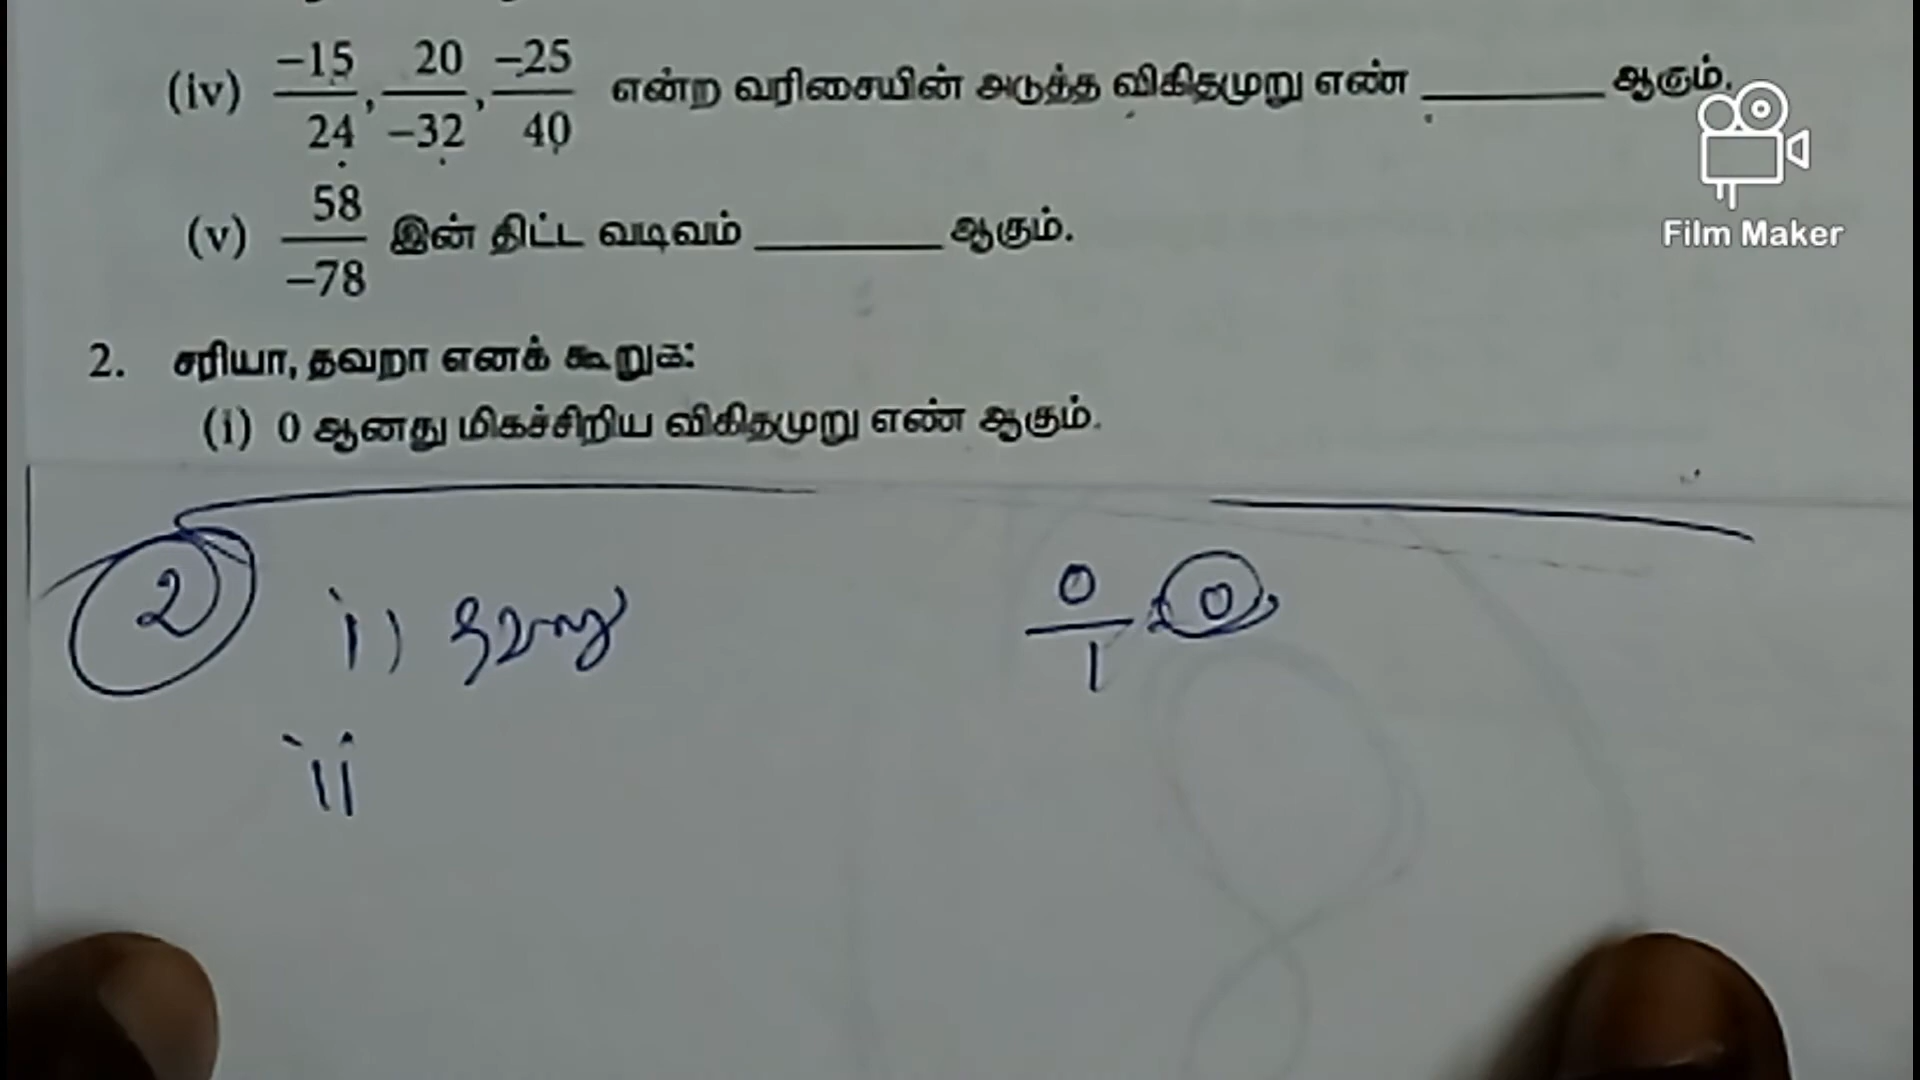 (iv) -15/24, 20/-32, -25/40 என்ற வரிசையின் அடுத்த விகிதமுறு எண் ________ ஆகும்.
Film Maker
(v) 58/-78 இன் திட்ட வடிவம் ________ ஆகும்.
2. சரியா, தவறா எனக் கூறுக:
(i) 0 ஆனது மிகச்சிறிய விகிதமுறு எண் ஆகும்.
2 i) தவறு 0/1 = 0
ii